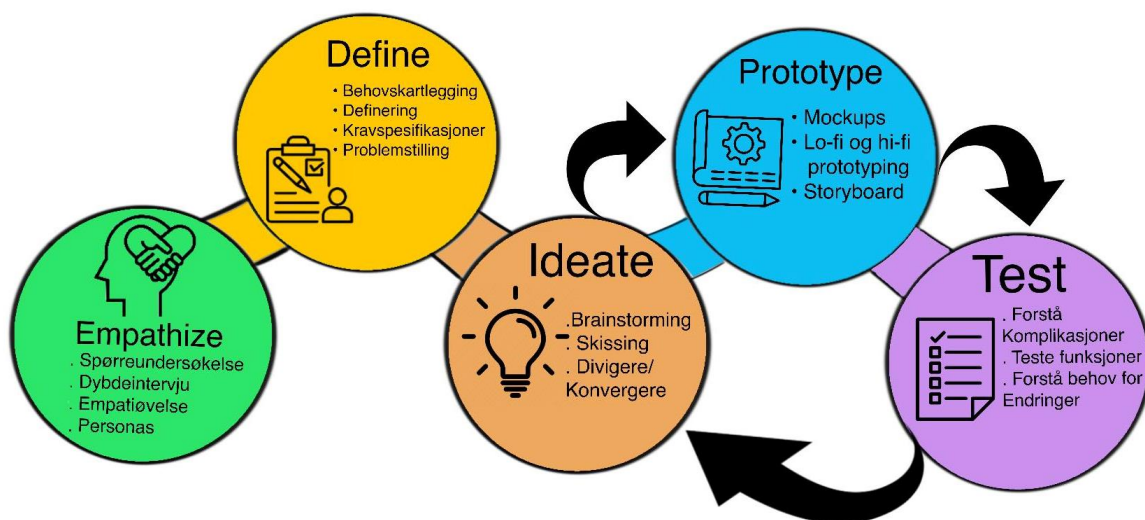 Empathize
. Spørreundersøkelse
. Dybdeintervju
. Empatiøvelse
. Personas
Define
• Behovskartlegging
• Definering
• Kravspesifikasjoner
• Problemstilling
Ideate
.Brainstorming
. Skissing
. Divigere/
Konvergere
Prototype
• Mockups
• Lo-fi og hi-fi
prototyping
• Storyboard
Test
. Forstå
Komplikasjoner
. Teste funksjoner
. Forstå behov for
Endringer